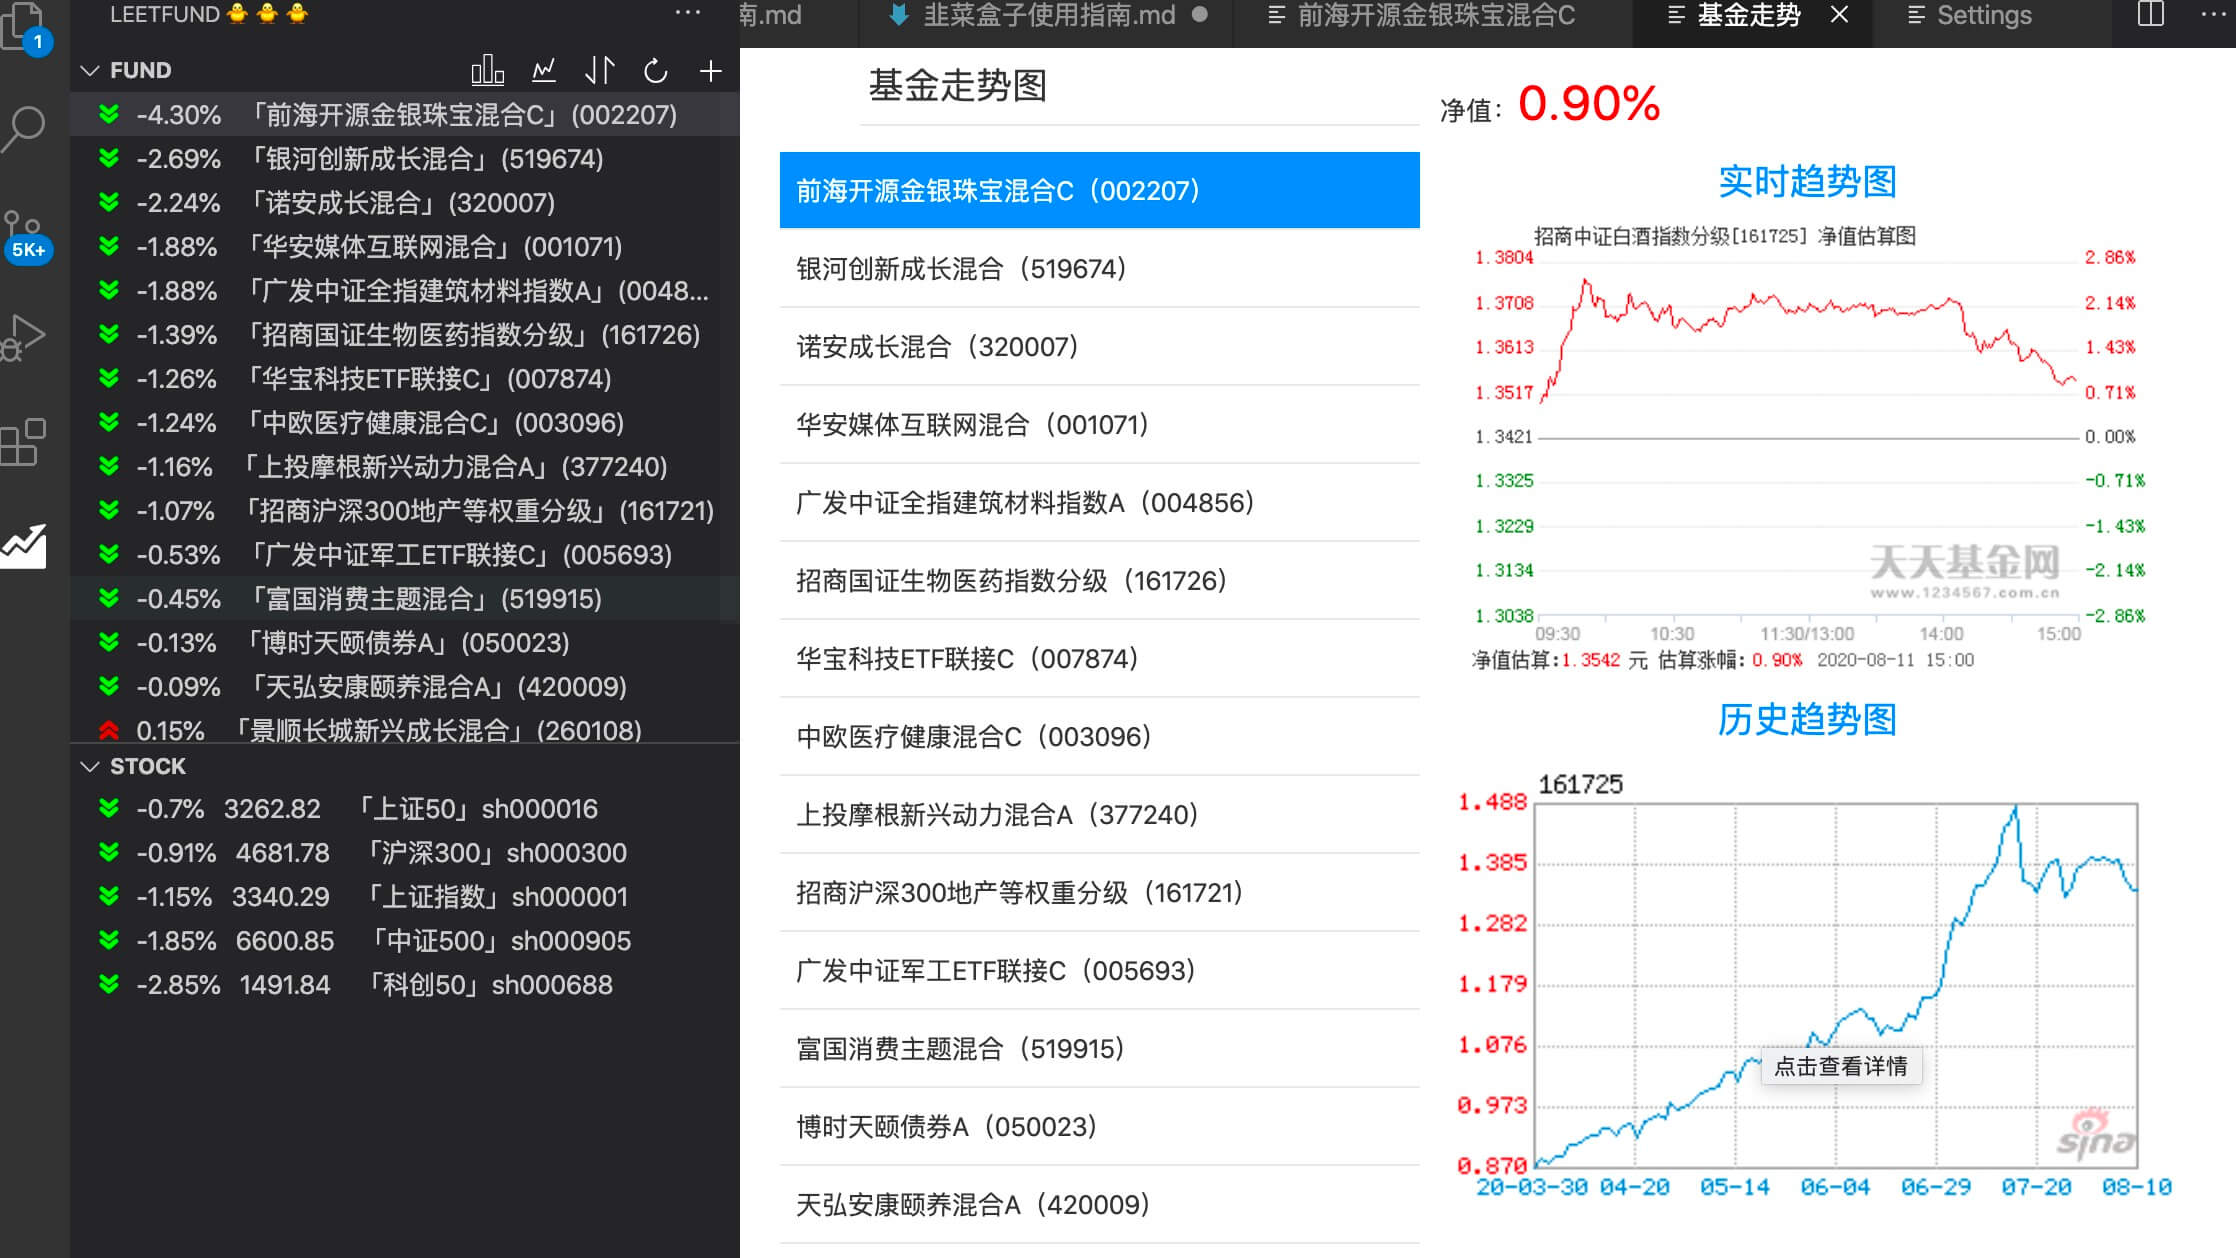 LEETFUND
FUND
-4.30% 「前海开源金银珠宝混合C」(002207)
-2.69% 「银河创新成长混合」(519674)
-2.24% 「诺安成长混合」(320007)
-1.88% 「华安媒体互联网混合」(001071)
-1.88% 「广发中证全指建筑材料指数A」(0048...
-1.39% 「招商国证生物医药指数分级」(161726)
-1.26% 「华宝科技ETF联接C」(007874)
-1.24% 「中欧医疗健康混合C」(003096)
-1.16% 「上投摩根新兴动力混合A」(377240)
-1.07% 「招商沪深300地产等权重分级」(161721)
-0.53% 「广发中证军工ETF联接C」(005693)
-0.45% 「富国消费主题混合」(519915)
-0.13% 「博时天颐债券A」(050023)
-0.09% 「天弘安康颐养混合A」(420009)
0.15% 「景顺长城新兴成长混合」(260108)
STOCK
-0.7% 3262.82 「上证50」sh000016
-0.91% 4681.78 「沪深300」sh000300
-1.15% 3340.29 「上证指数」sh000001
-1.85% 6600.85 「中证500」sh000905
-2.85% 1491.84 「科创50」sh000688
1
5K+
南.md
韭菜盒子使用指南.md
前海开源金银珠宝混合C
基金走势
Settings
基金走势图
前海开源金银珠宝混合C（002207）
银河创新成长混合（519674）
诺安成长混合（320007）
华安媒体互联网混合（001071）
广发中证全指建筑材料指数A（004856）
招商国证生物医药指数分级（161726）
华宝科技ETF联接C（007874）
中欧医疗健康混合C（003096）
上投摩根新兴动力混合A（377240）
招商沪深300地产等权重分级（161721）
广发中证军工ETF联接C（005693）
富国消费主题混合（519915）
博时天颐债券A（050023）
天弘安康颐养混合A（420009）
净值：0.90%
实时趋势图
招商中证白酒指数分级[161725] 净值估算图
1.3804 2.86%
1.3708 2.14%
1.3613 1.43%
1.3517 0.71%
1.3421 0.00%
1.3325 -0.71%
1.3229 -1.43%
1.3134 -2.14%
1.3038 -2.86%
天天基金网
www.1234567.com.cn
09:30 10:30 11:30/13:00 14:00 15:00
净值估算:1.3542 元 估算涨幅: 0.90% 2020-08-11 15:00
历史趋势图
161725
1.488
1.385
1.282
1.179
1.076
0.973
0.870
点击查看详情
sina
20-03-30 04-20 05-14 06-04 06-29 07-20 08-10